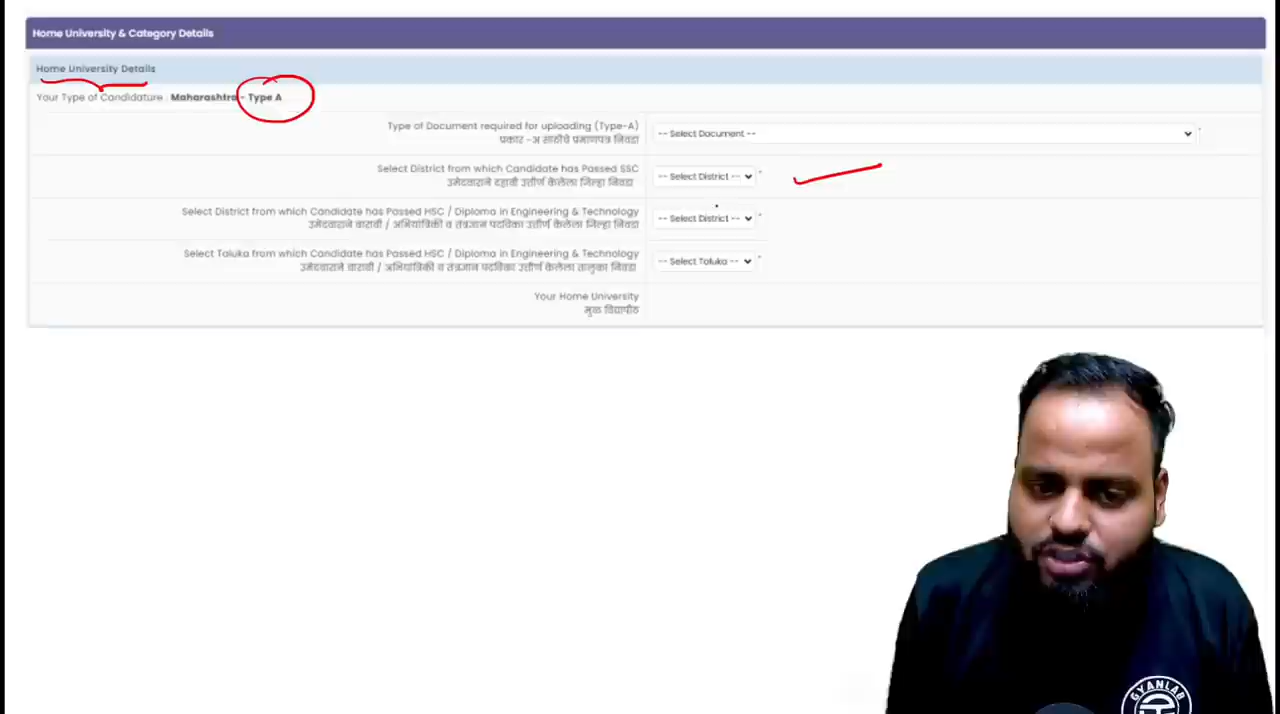 Home University & Category Details
Home University Details
Your Type of Candidature : Maharashtra - Type A
Type of Document required for uploading (Type-A)
प्रकार -अ साठीचे प्रमाणपत्र निवडा
-- Select Document --
Select District from which Candidate has Passed SSC
उमेदवाराने दहावी उत्तीर्ण केलेला जिल्हा निवडा
-- Select District --
Select District from which Candidate has Passed HSC / Diploma in Engineering & Technology
उमेदवाराने बारावी / अभियांत्रिकी व तंत्रज्ञान पदविका उत्तीर्ण केलेला जिल्हा निवडा
-- Select District --
Select Taluka from which Candidate has Passed HSC / Diploma in Engineering & Technology
उमेदवाराने बारावी / अभियांत्रिकी व तंत्रज्ञान पदविका उत्तीर्ण केलेला तालुका निवडा
-- Select Taluka --
Your Home University
मुळ विद्यापीठ
GYANLAB